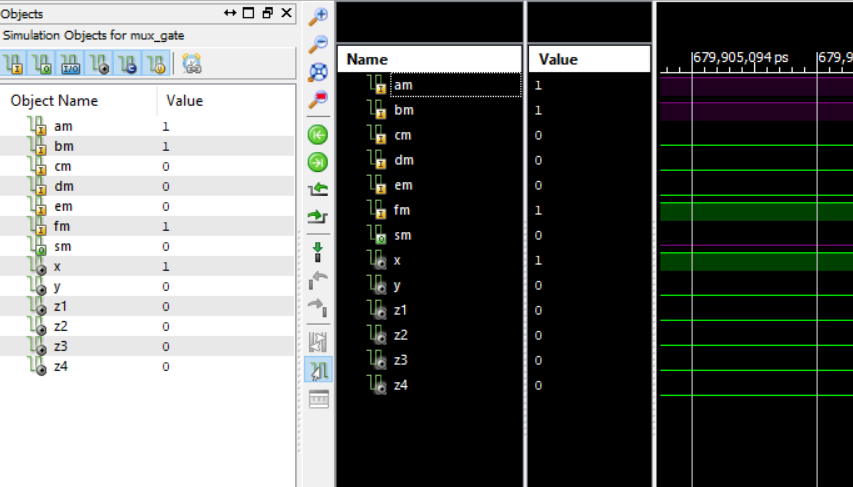 Objects
Simulation Objects for mux_gate
Object Name Value
am 1
bm 1
cm 0
dm 0
em 0
fm 1
sm 0
x 1
y 0
z1 0
z2 0
z3 0
z4 0
Name Value
am 1
bm 1
cm 0
dm 0
em 0
fm 1
sm 0
x 1
y 0
z1 0
z2 0
z3 0
z4 0
679,905,094 ps 679,9